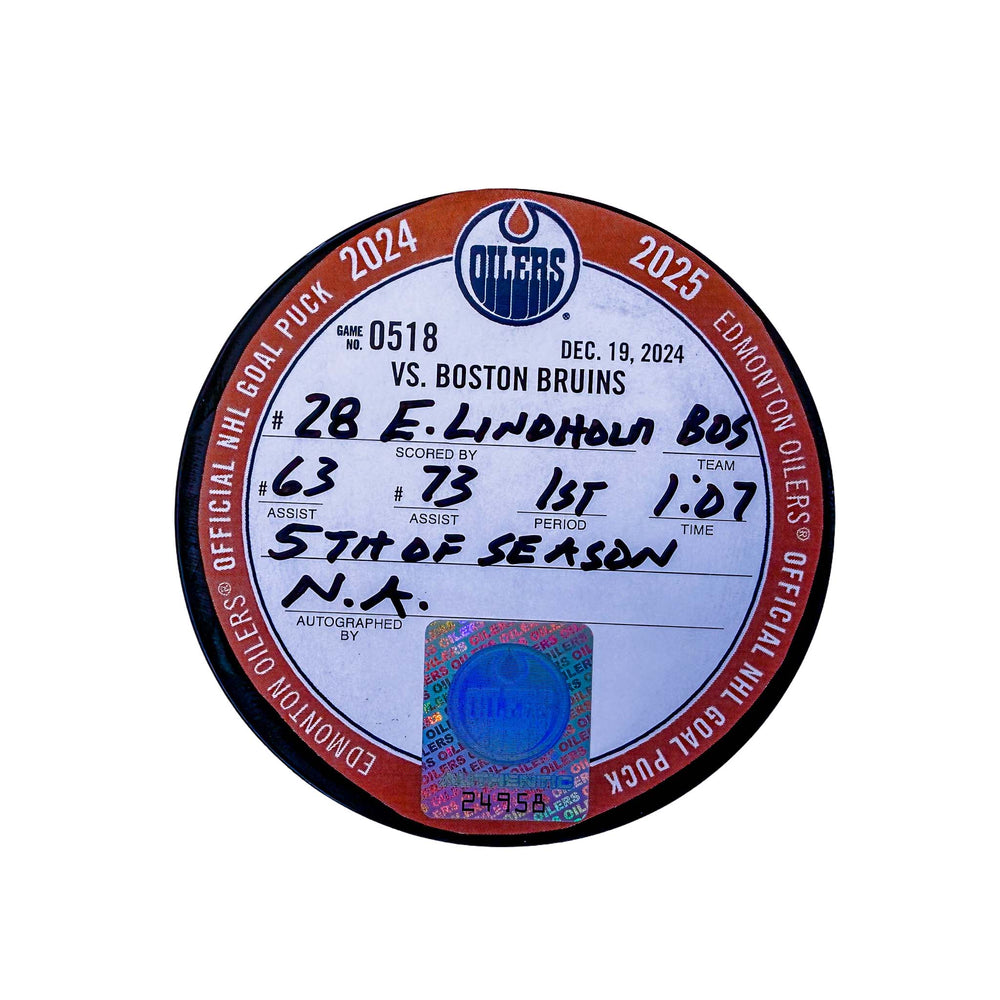 2024 2025
OILERS
OFFICIAL NHL GOAL PUCK
EDMONTON OILERS®
GAME NO. 0518
DEC. 19, 2024
VS. BOSTON BRUINS
# 28 E. LINDHOLM BOS
SCORED BY TEAM
#63 # 73 1ST 1:07
ASSIST ASSIST PERIOD TIME
5TH OF SEASON
N.A.
AUTOGRAPHED BY
EDMONTON OILERS®
OFFICIAL NHL GOAL PUCK
OILERS
AUTHENTIC
24958